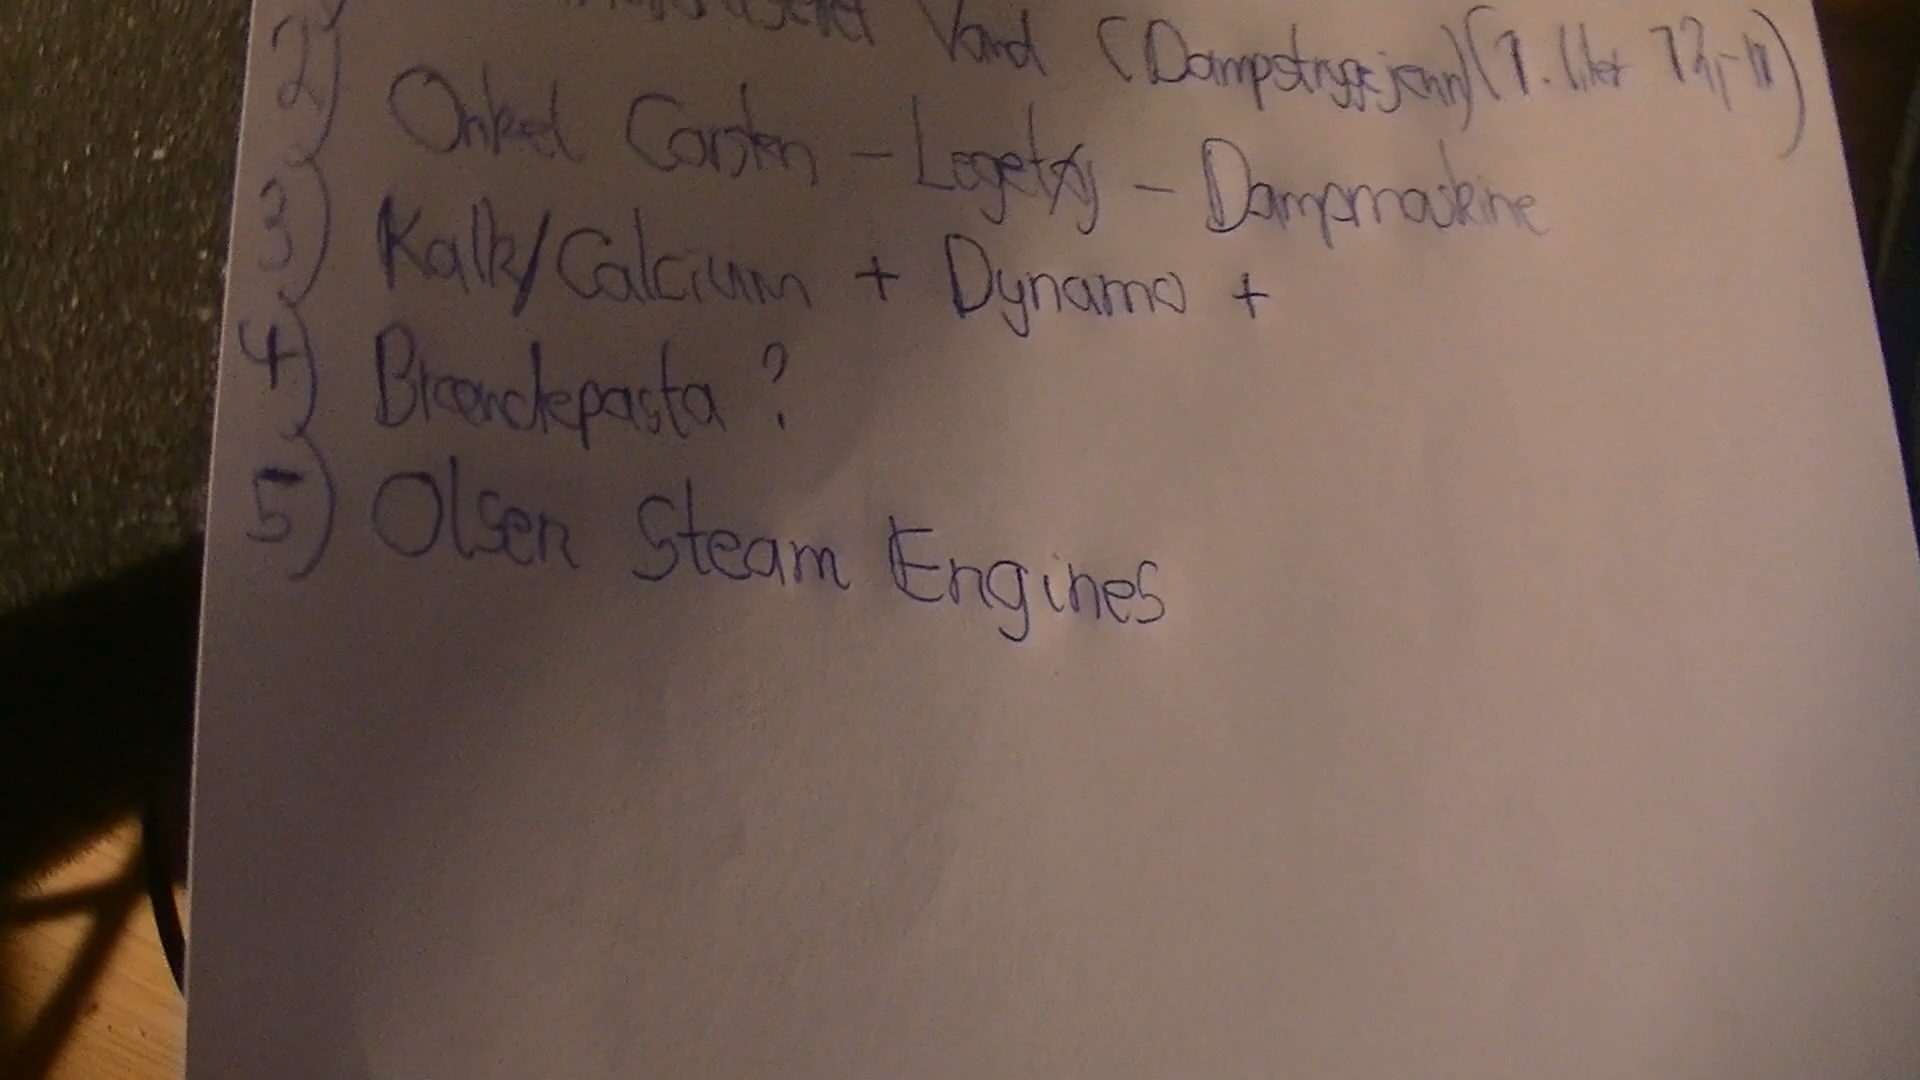 Vand (Dampstrygejern) (1. liter
2) Onkel Carsten - Legetøj - Dampmaskine
3) Kalk/Calcium + Dynamo +
4) Brændepasta ?
5) Olsen Steam Engines